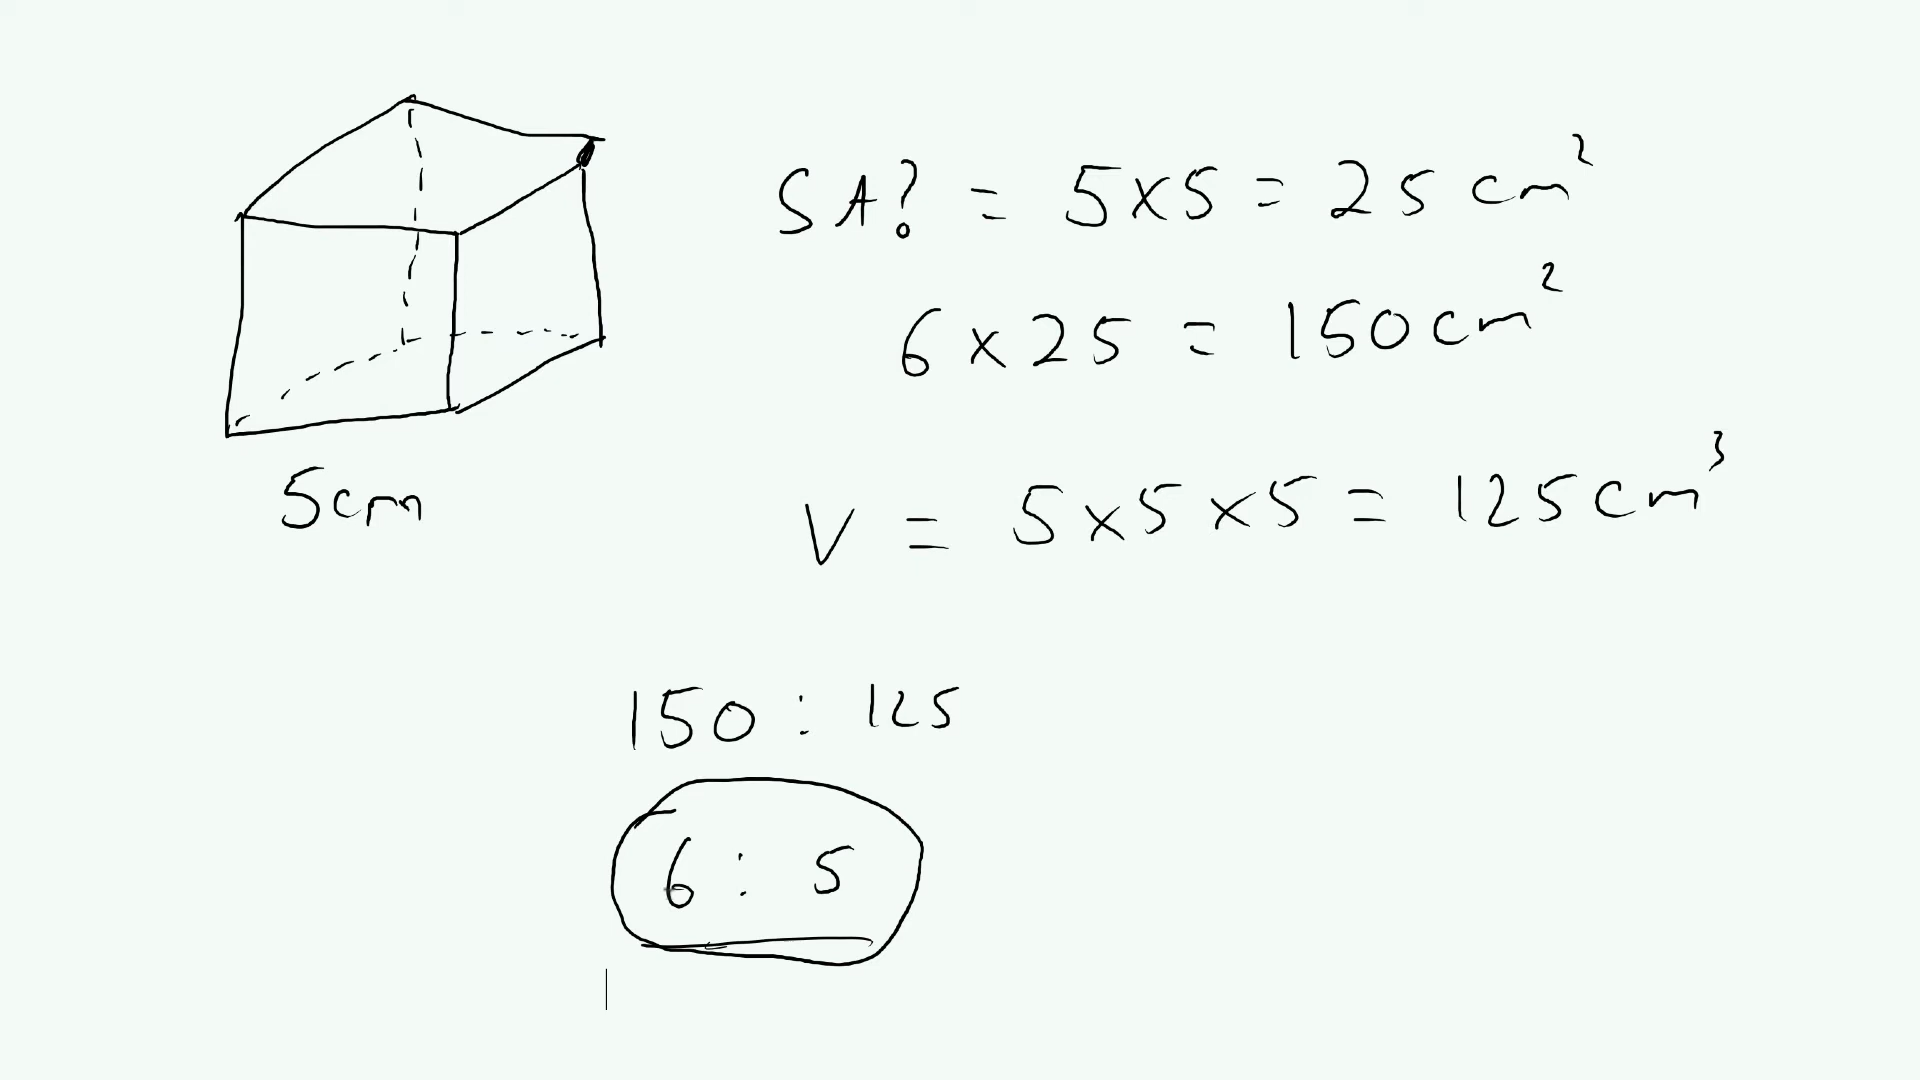 SA? = 5x5 = 25 cm²
6 x 25 = 150 cm²
5cm
V = 5x5x5 = 125 cm³
150 : 125
6 : 5